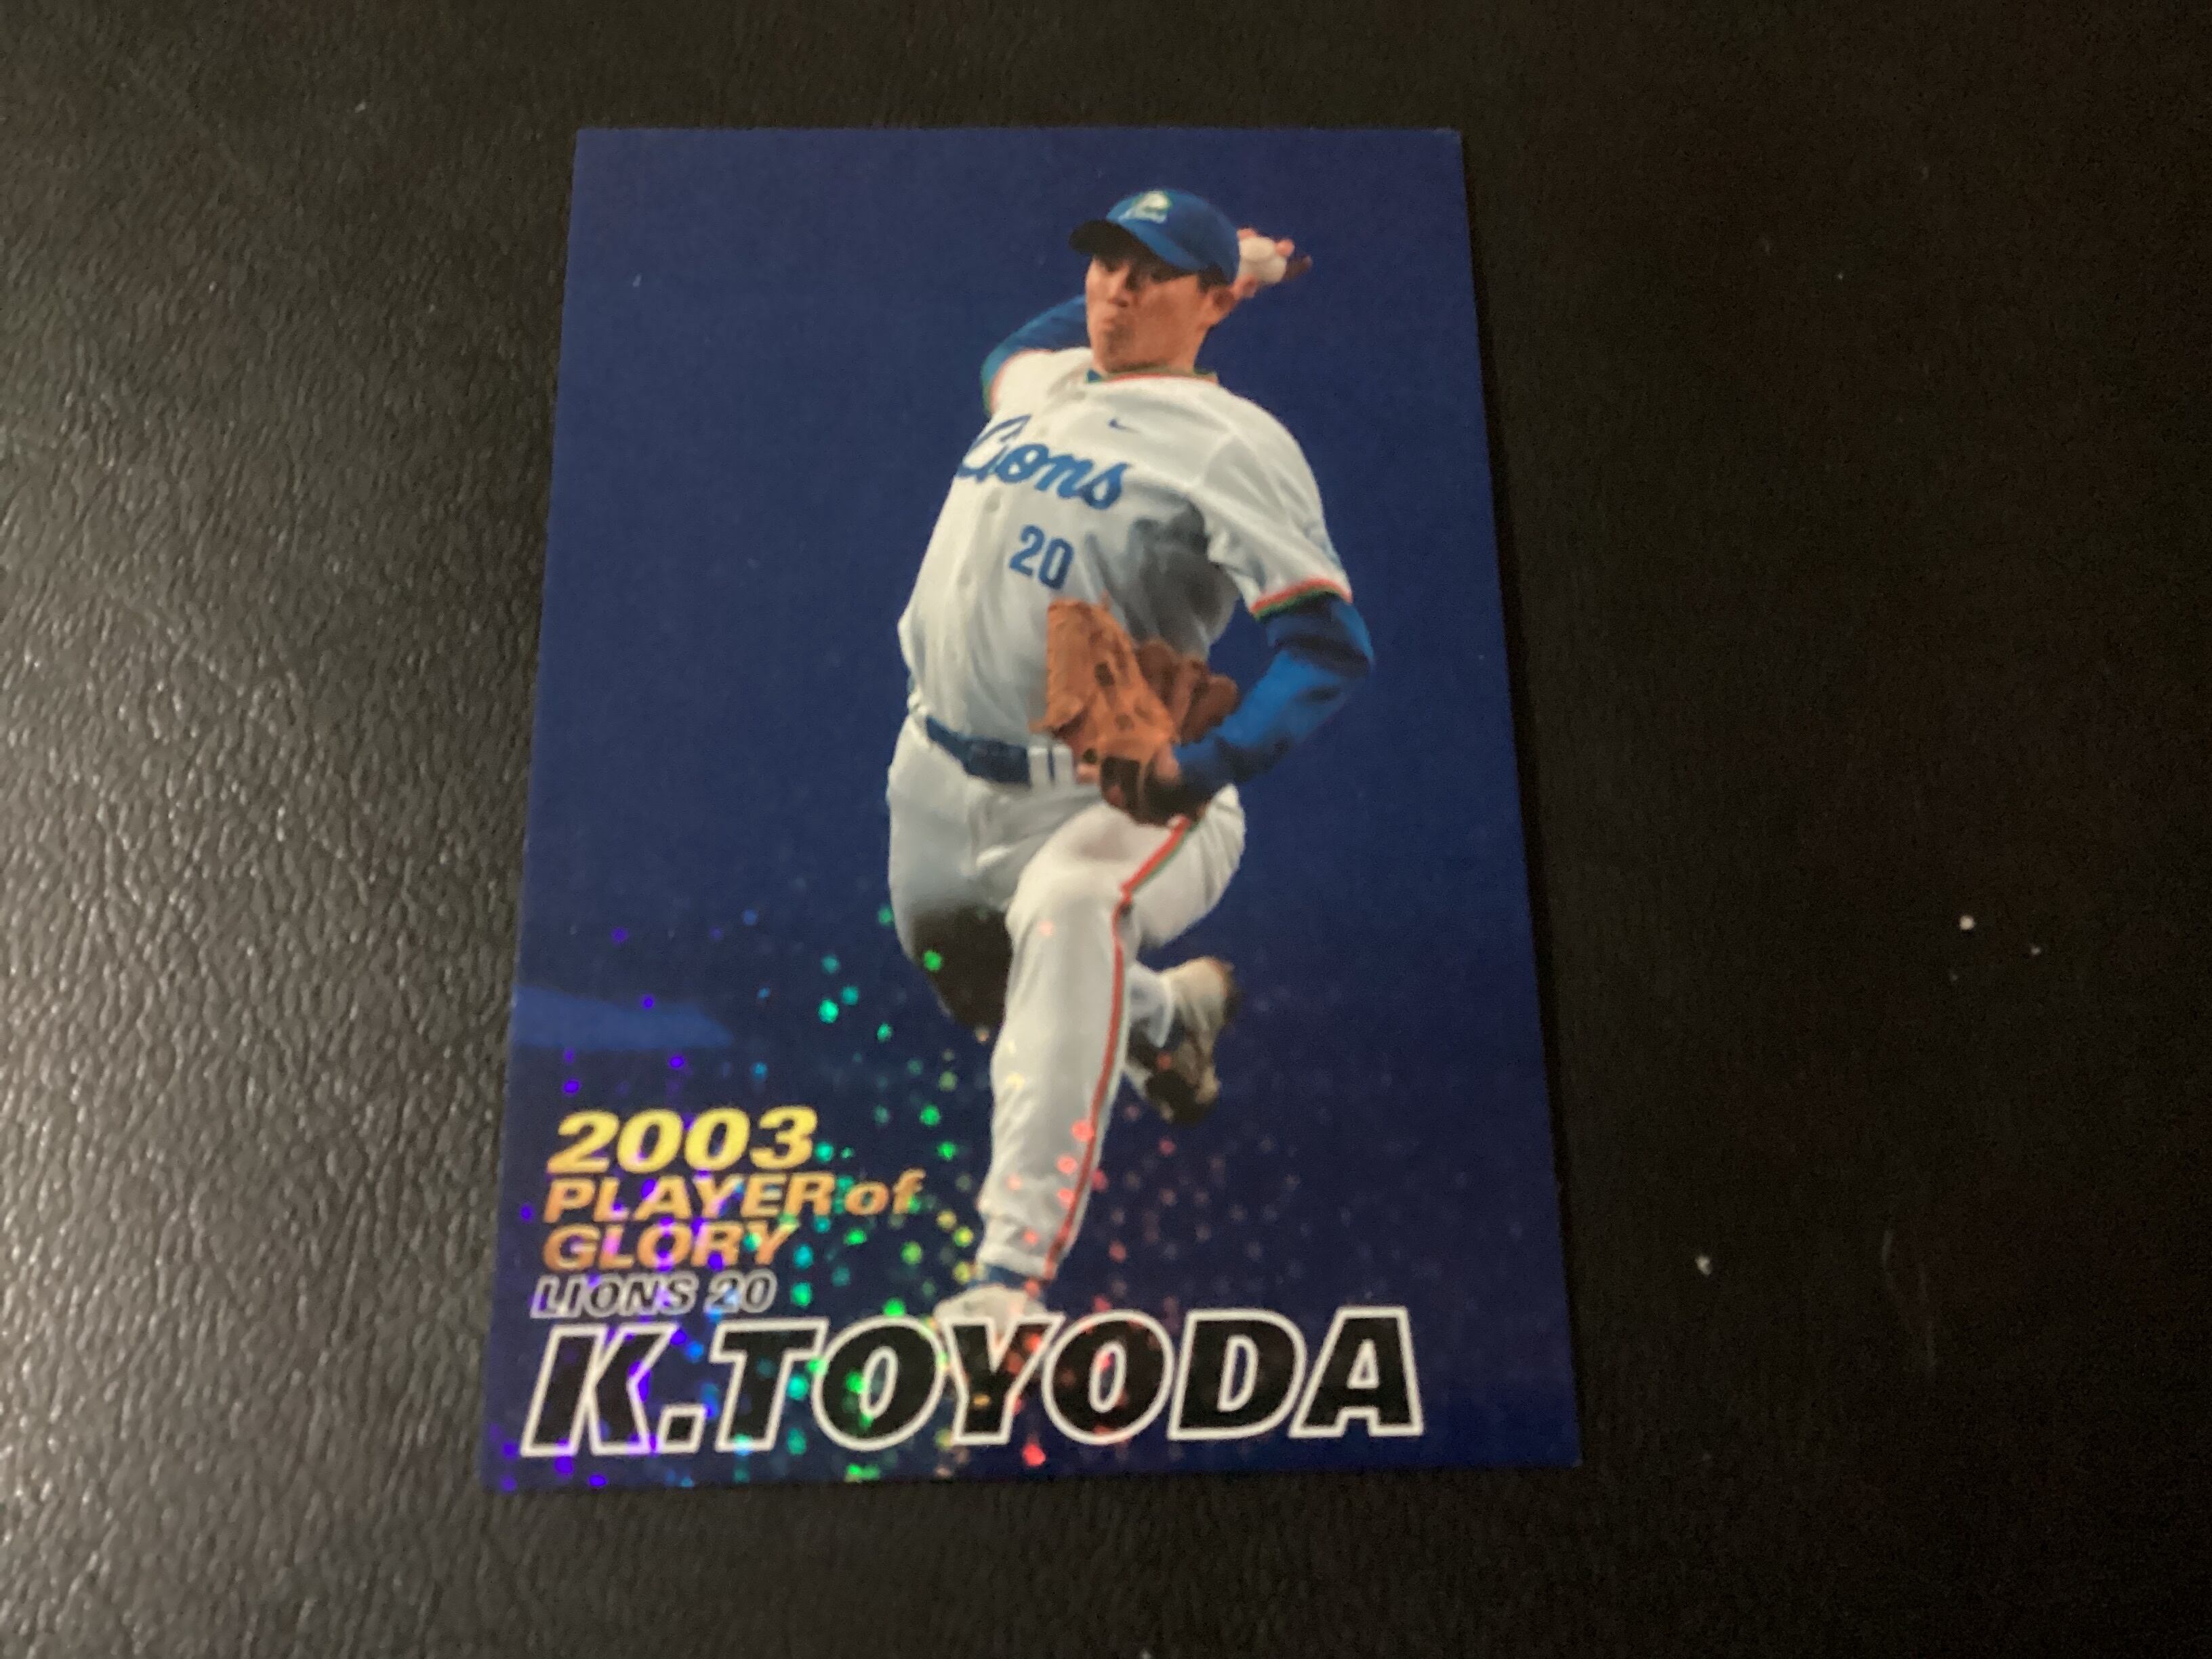 Lions
20
2003
PLAYER of
GLORY
LIONS 20
K.TOYODA